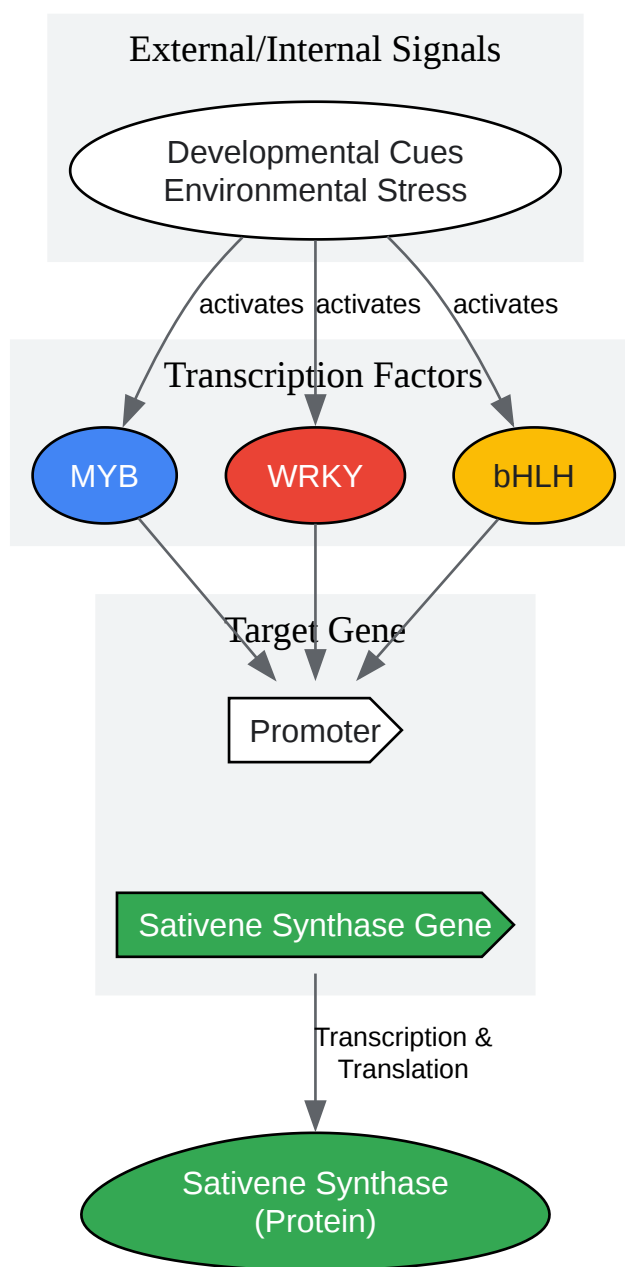 External/Internal Signals
Developmental Cues
Environmental Stress
activates
activates
activates
Transcription Factors
MYB
WRKY
bHLH
Target Gene
Promoter
Sativene Synthase Gene
Transcription &
Translation
Sativene Synthase
(Protein)